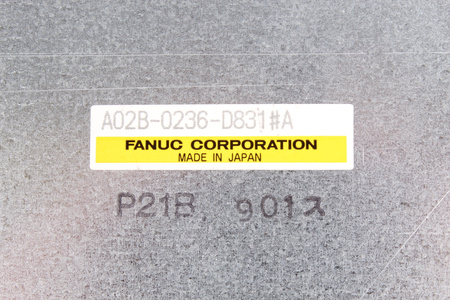 A02B-0236-D831#A
FANUC CORPORATION
MADE IN JAPAN
P21B, 901ス